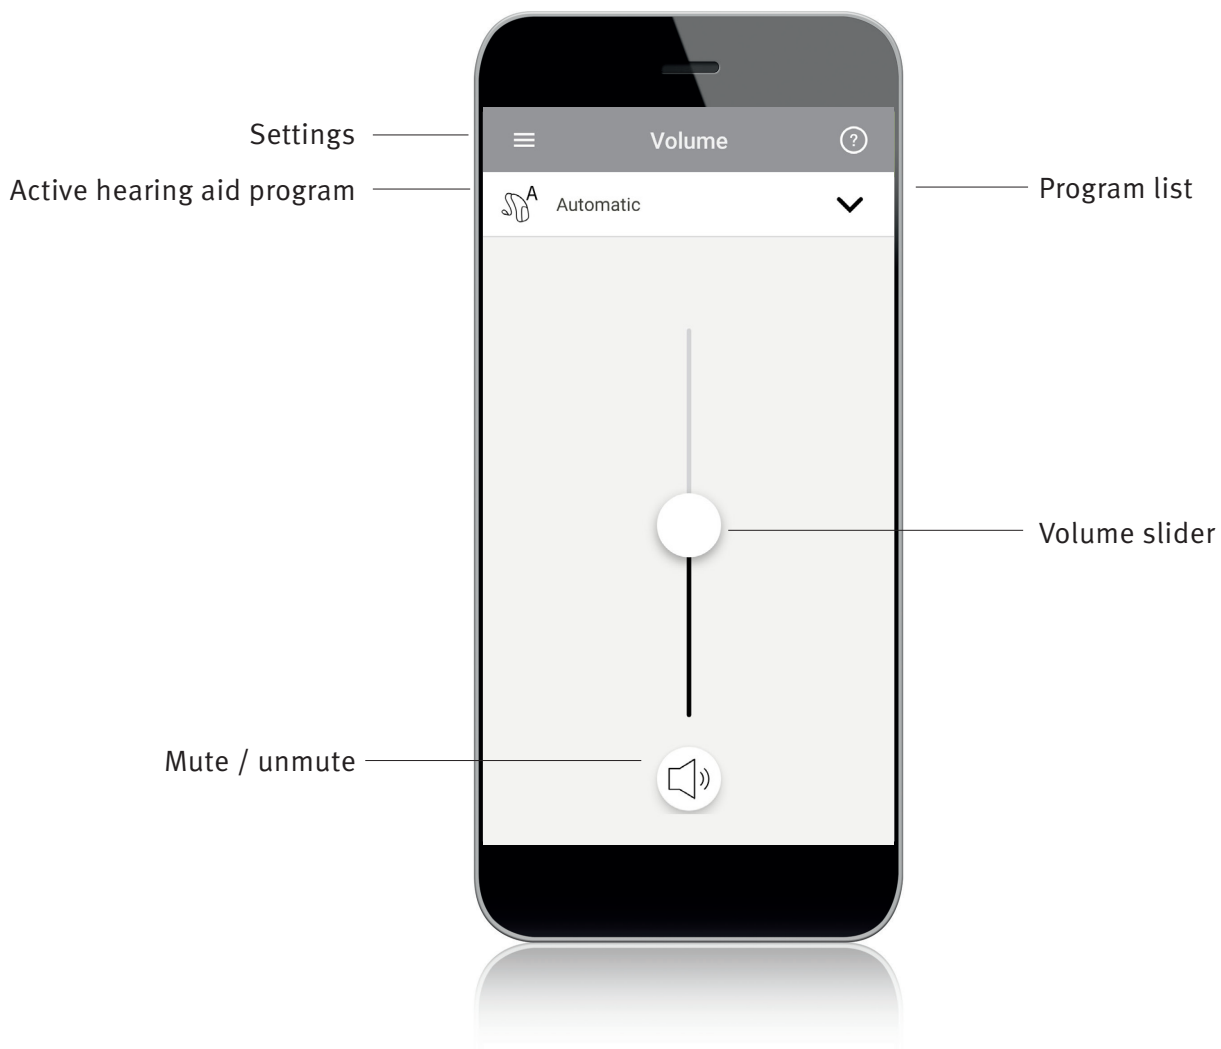 Settings
Volume
?
Active hearing aid program
A
Automatic
Program list
Volume slider
Mute / unmute